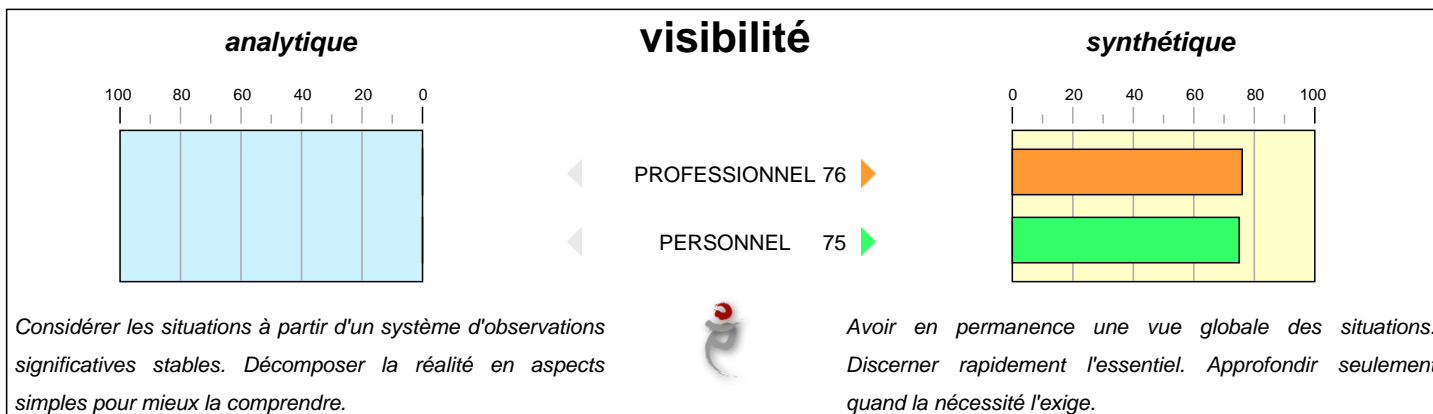 visibilité
analytique
synthétique
100 80 60 40 20 0
0 20 40 60 80 100
PROFESSIONNEL 76
PERSONNEL 75
Considérer les situations à partir d'un système d'observations
significatives stables. Décomposer la réalité en aspects
simples pour mieux la comprendre.
Avoir en permanence une vue globale des situations.
Discerner rapidement l'essentiel. Approfondir seulement
quand la nécessité l'exige.